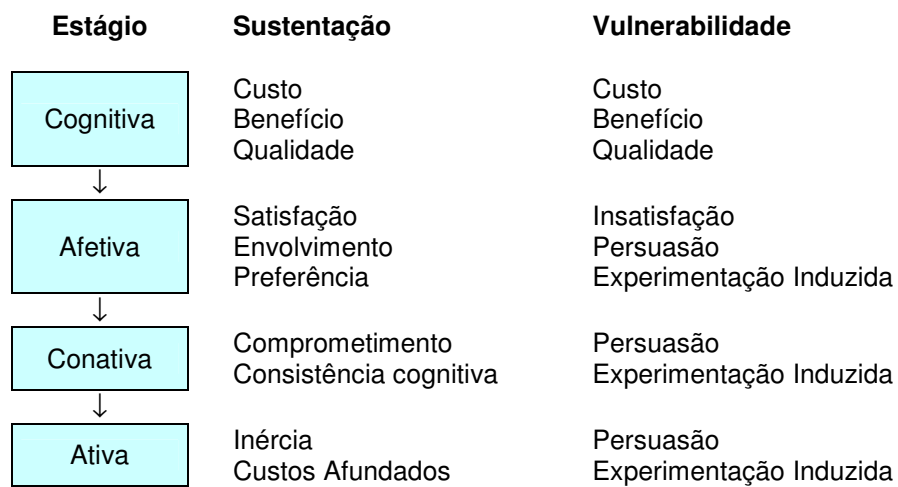 Estágio Sustentação Vulnerabilidade
Cognitiva
Custo Custo
Benefício Benefício
Qualidade Qualidade
↓
Afetiva
Satisfação Insatisfação
Envolvimento Persuasão
Preferência Experimentação Induzida
↓
Conativa
Comprometimento Persuasão
Consistência cognitiva Experimentação Induzida
↓
Ativa
Inércia Persuasão
Custos Afundados Experimentação Induzida